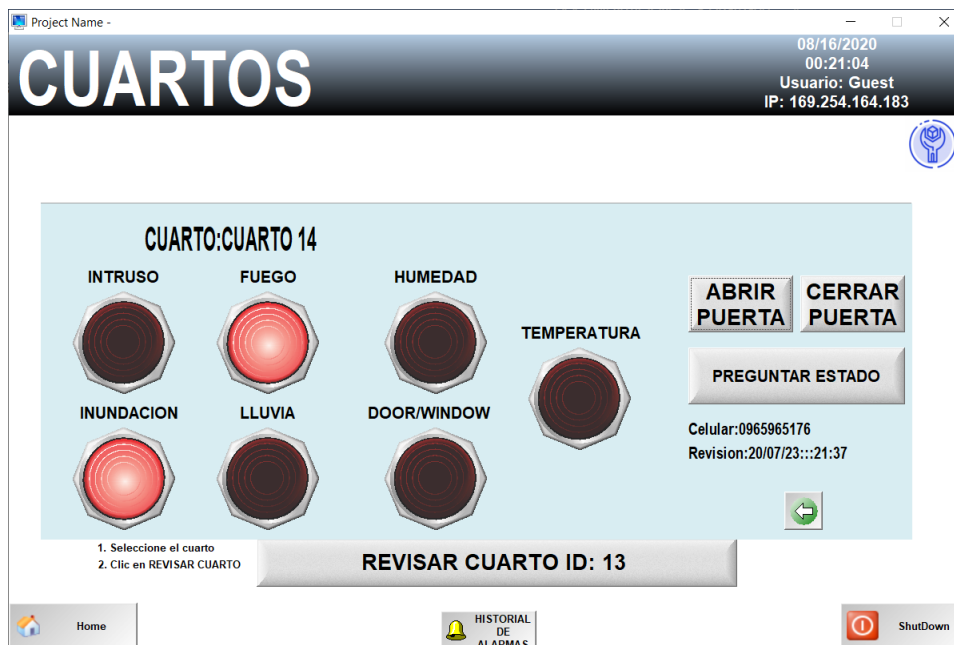 Project Name -
CUARTOS
08/16/2020
00:21:04
Usuario: Guest
IP: 169.254.164.183
CUARTO:CUARTO 14
INTRUSO
FUEGO
HUMEDAD
TEMPERATURA
ABRIR
PUERTA
CERRAR
PUERTA
PREGUNTAR ESTADO
INUNDACION
LLUVIA
DOOR/WINDOW
Celular:0965965176
Revision:20/07/23:::21:37
1. Seleccione el cuarto
2. Clic en REVISAR CUARTO
REVISAR CUARTO ID: 13
Home
HISTORIAL
DE
ALARMAS
ShutDown